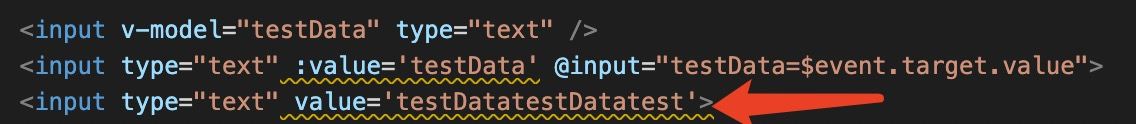 <input v-model="testData" type="text" />
<input type="text" :value='testData' @input="testData=$event.target.value">
<input type="text" value='testDatatestDatatest'>